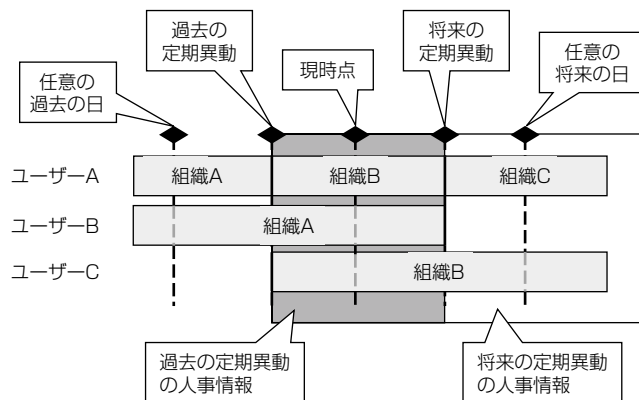 過去の
定期異動
将来の
定期異動
任意の
将来の日
現時点
任意の
過去の日
ユーザーA
組織A
組織B
組織C
ユーザーB
組織A
ユーザーC
組織B
過去の定期異動
の人事情報
将来の定期異動
の人事情報